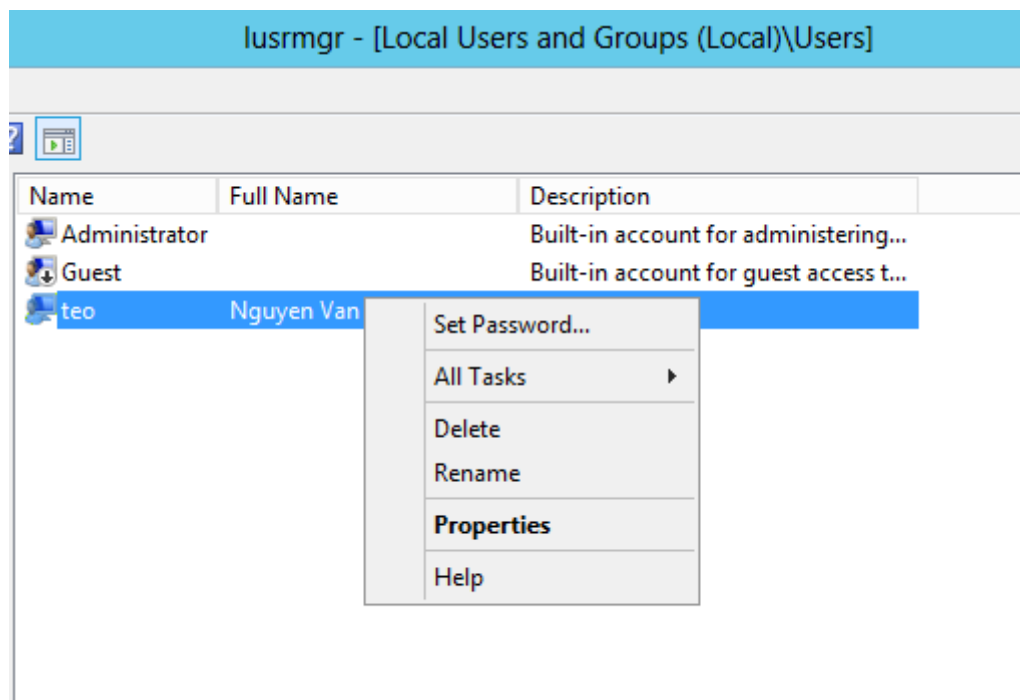 lusrmgr - [Local Users and Groups (Local)\Users]
Name Full Name Description
Administrator Built-in account for administering...
Guest Built-in account for guest access t...
teo Nguyen Van
Set Password...
All Tasks
Delete
Rename
Properties
Help